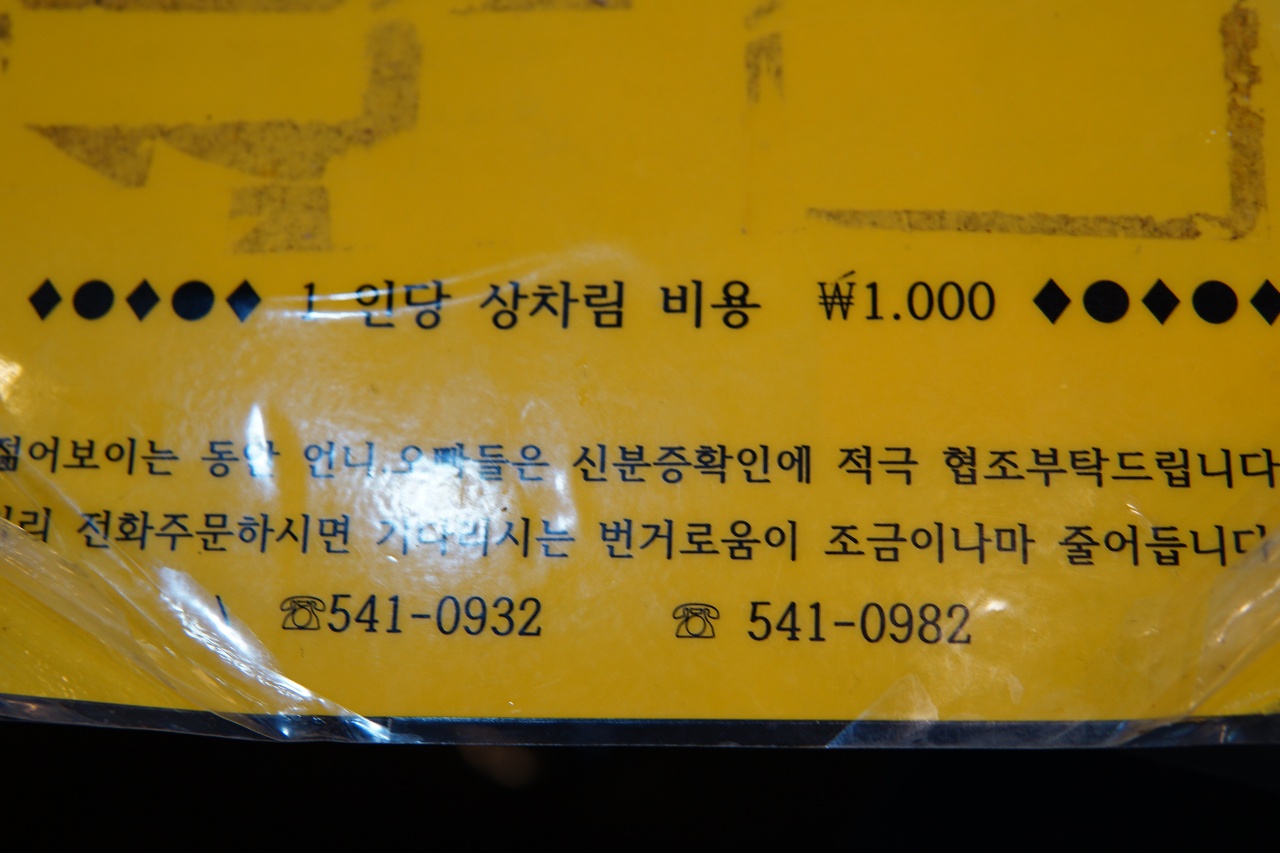 ◆●◆●◆ 1 인당 상차림 비용 ₩1.000 ◆●◆●◆
젊어보이는 동안 언니.오빠들은 신분증확인에 적극 협조부탁드립니다
전화주문하시면 기다리시는 번거로움이 조금이나마 줄어듭니다
☏541-0932 ☏ 541-0982